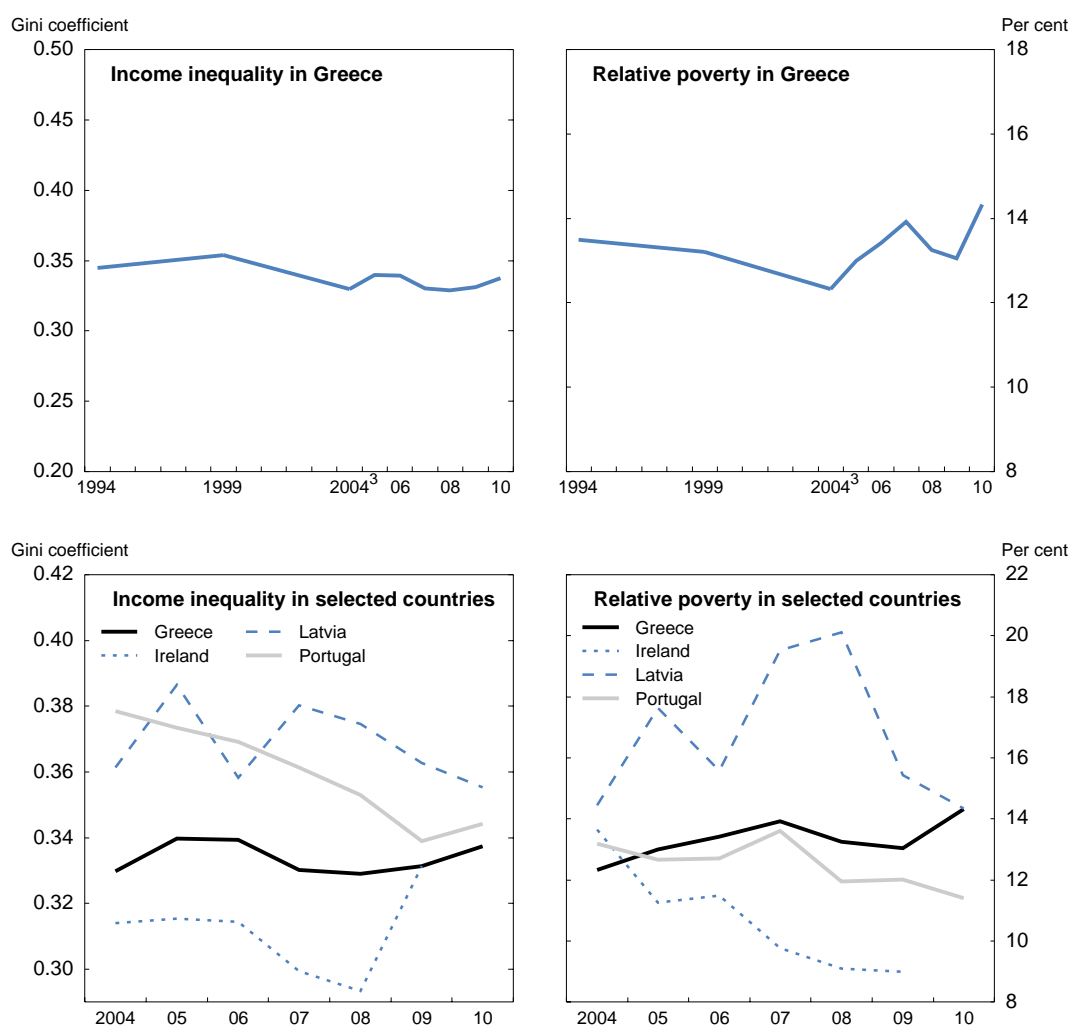 Gini coefficient
Per cent
Income inequality in Greece
0.50
0.45
0.40
0.35
0.30
0.25
0.20
1994 1999 2004³ 06 08 10
Relative poverty in Greece
18
16
14
12
10
8
1994 1999 2004³ 06 08 10
Gini coefficient
Per cent
Income inequality in selected countries
Greece Latvia
Ireland Portugal
0.42
0.40
0.38
0.36
0.34
0.32
0.30
2004 05 06 07 08 09 10
Relative poverty in selected countries
Greece
Ireland
Latvia
Portugal
22
20
18
16
14
12
10
8
2004 05 06 07 08 09 10